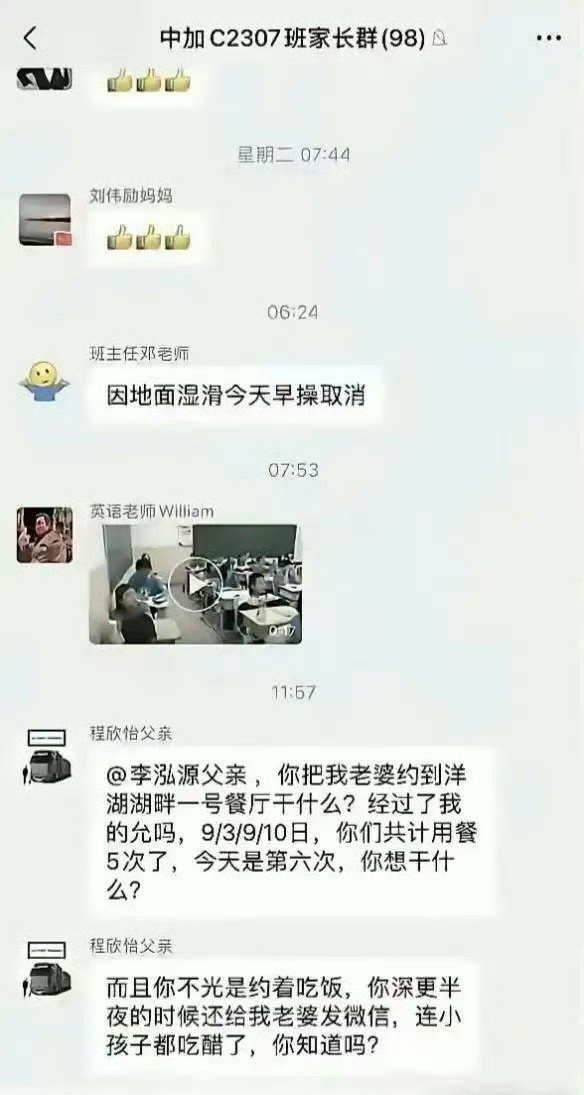 中加C2307班家长群(98)
星期二 07:44
刘伟励妈妈
06:24
班主任邓老师
因地面湿滑今天早操取消
07:53
英语老师William
0:17
11:57
程欣怡父亲
@李泓源父亲，你把我老婆约到洋
湖湖畔一号餐厅干什么？经过了我
的允吗，9/3/9/10日，你们共计用餐
5次了，今天是第六次，你想干什
么？
程欣怡父亲
而且你不光是约着吃饭，你深更半
夜的时候还给我老婆发微信，连小
孩子都吃醋了，你知道吗？